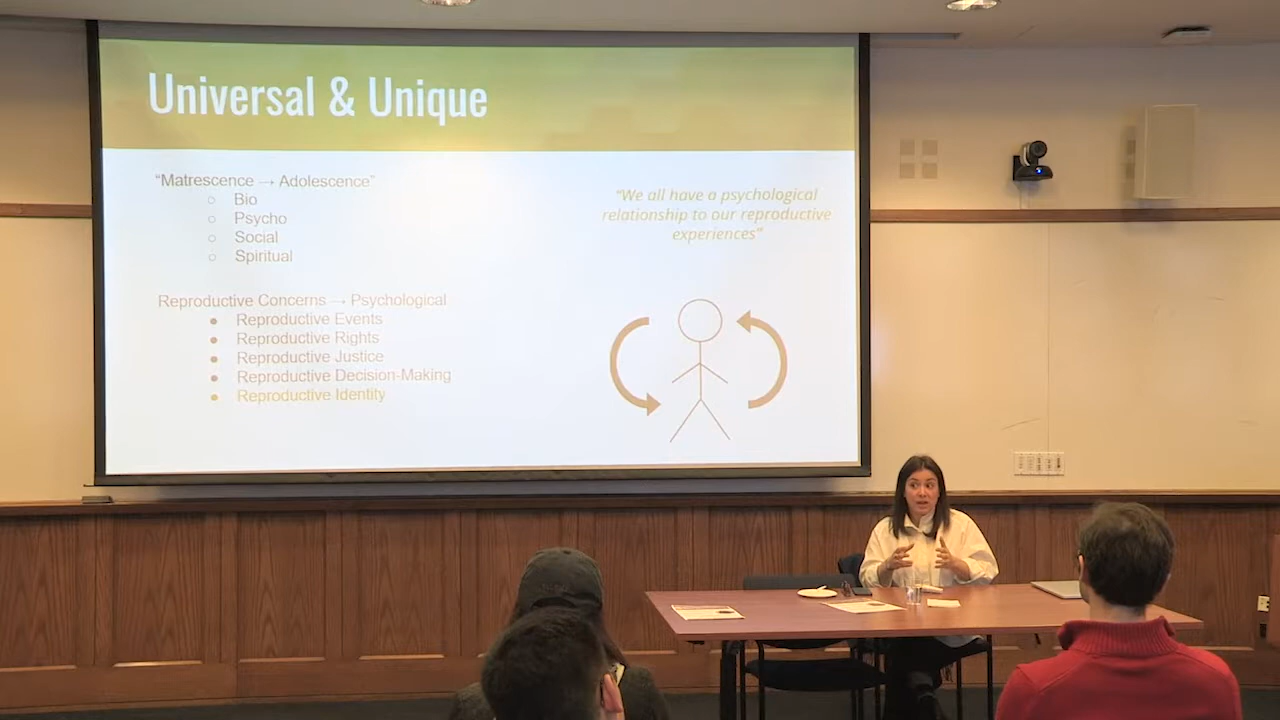 Universal & Unique
"Matrescence → Adolescence"
Bio
Psycho
Social
Spiritual
Reproductive Concerns → Psychological
Reproductive Events
Reproductive Rights
Reproductive Justice
Reproductive Decision-Making
Reproductive Identity
"We all have a psychological
relationship to our reproductive
experiences"